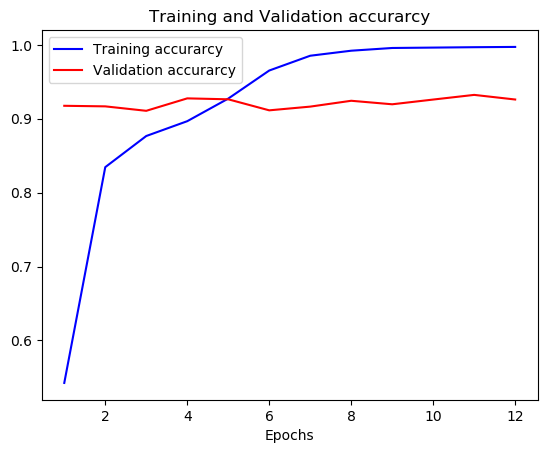 Training and Validation accurarcy
1.0
Training accurarcy
Validation accurarcy
0.9
0.8
0.7
0.6
2 4 6 8 10 12
Epochs